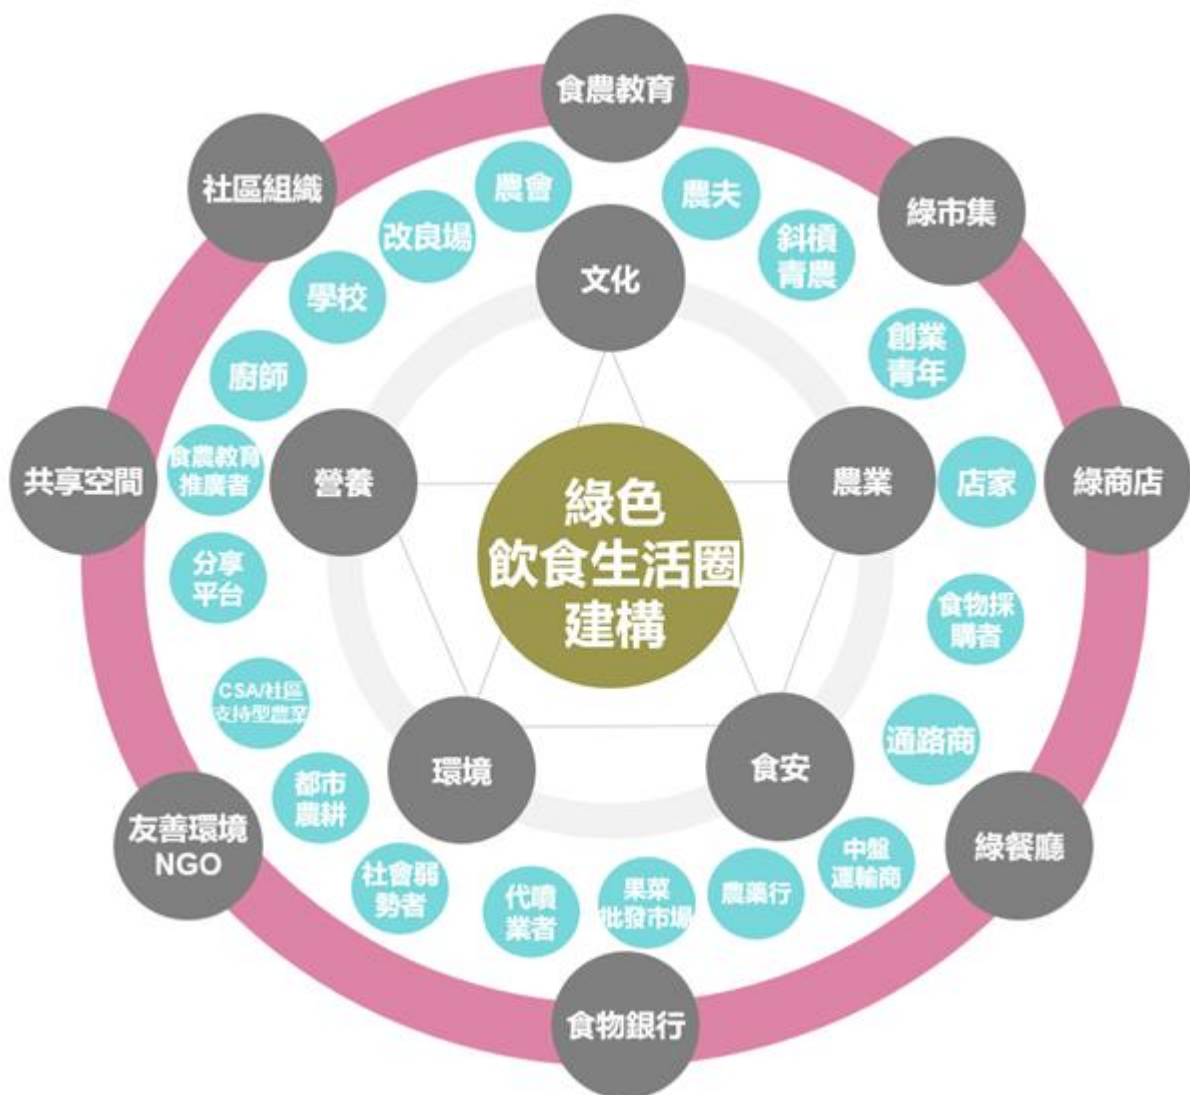 食農教育
社區組織
綠市集
農會
農夫
改良場
斜槓
青農
文化
學校
創業
青年
廚師
共享空間
食農教育
推廣者
營養
綠色
飲食生活圈
建構
農業
店家
綠商店
分享
平台
食物採
購者
CSA/社區
支持型農業
通路商
環境
食安
都市
農耕
友善環境
NGO
綠餐廳
中盤
運輸商
社會弱
勢者
代噴
業者
果菜
批發市場
農藥行
食物銀行